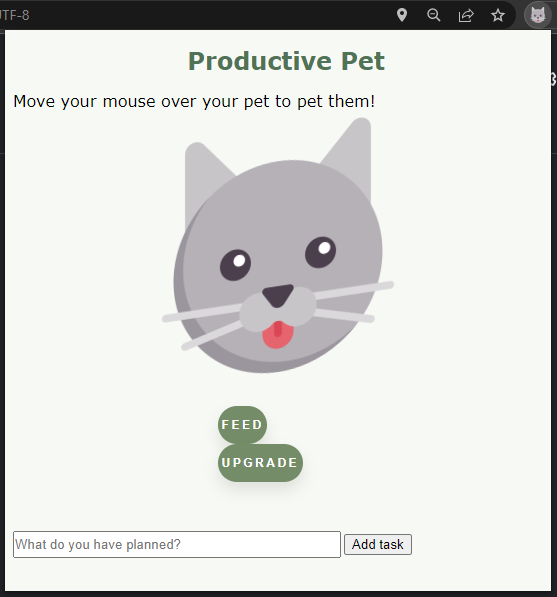 UTF-8
Productive Pet
Move your mouse over your pet to pet them!
FEED
UPGRADE
What do you have planned?
Add task